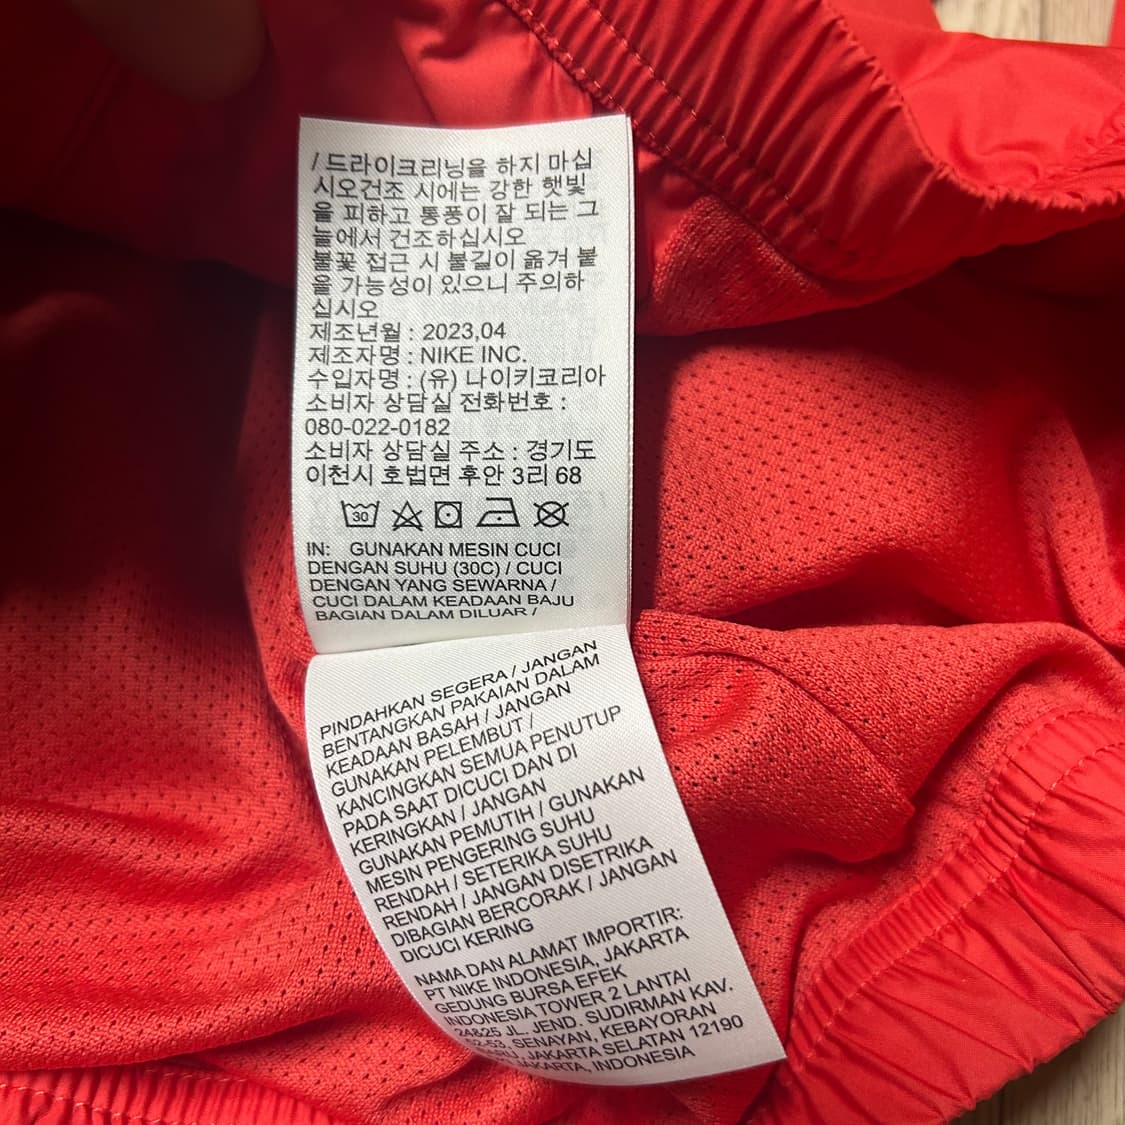 / 드라이크리닝을 하지 마십
시오건조 시에는 강한 햇빛
을 피하고 통풍이 잘 되는 그
늘에서 건조하십시오
불꽃 접근 시 불길이 옮겨 붙
을 가능성이 있으니 주의하
십시오
제조년월 : 2023,04
제조자명 : NIKE INC.
수입자명 : (유) 나이키코리아
소비자 상담실 전화번호 :
080-022-0182
소비자 상담실 주소 : 경기도
이천시 호법면 후안 3리 68
30
IN: GUNAKAN MESIN CUCI
DENGAN SUHU (30C) / CUCI
DENGAN YANG SEWARNA /
CUCI DALAM KEADAAN BAJU
BAGIAN DALAM DILUAR /
PINDAHKAN SEGERA / JANGAN
BENTANGKAN PAKAIAN DALAM
KEADAAN BASAH / JANGAN
GUNAKAN PELEMBUT /
KANCINGKAN SEMUA PENUTUP
PADA SAAT DICUCI DAN DI
KERINGKAN / JANGAN
GUNAKAN PEMUTIH / GUNAKAN
MESIN PENGERING SUHU
RENDAH / SETERIKA SUHU
RENDAH / JANGAN DISETRIKA
DIBAGIAN BERCORAK / JANGAN
DICUCI KERING
NAMA DAN ALAMAT IMPORTIR:
PT NIKE INDONESIA, JAKARTA
GEDUNG BURSA EFEK
INDONESIA TOWER 2 LANTAI
24&25 JL. JEND. SUDIRMAN KAV.
52-53, SENAYAN, KEBAYORAN
JAKARTA SELATAN 12190
JAKARTA, INDONESIA